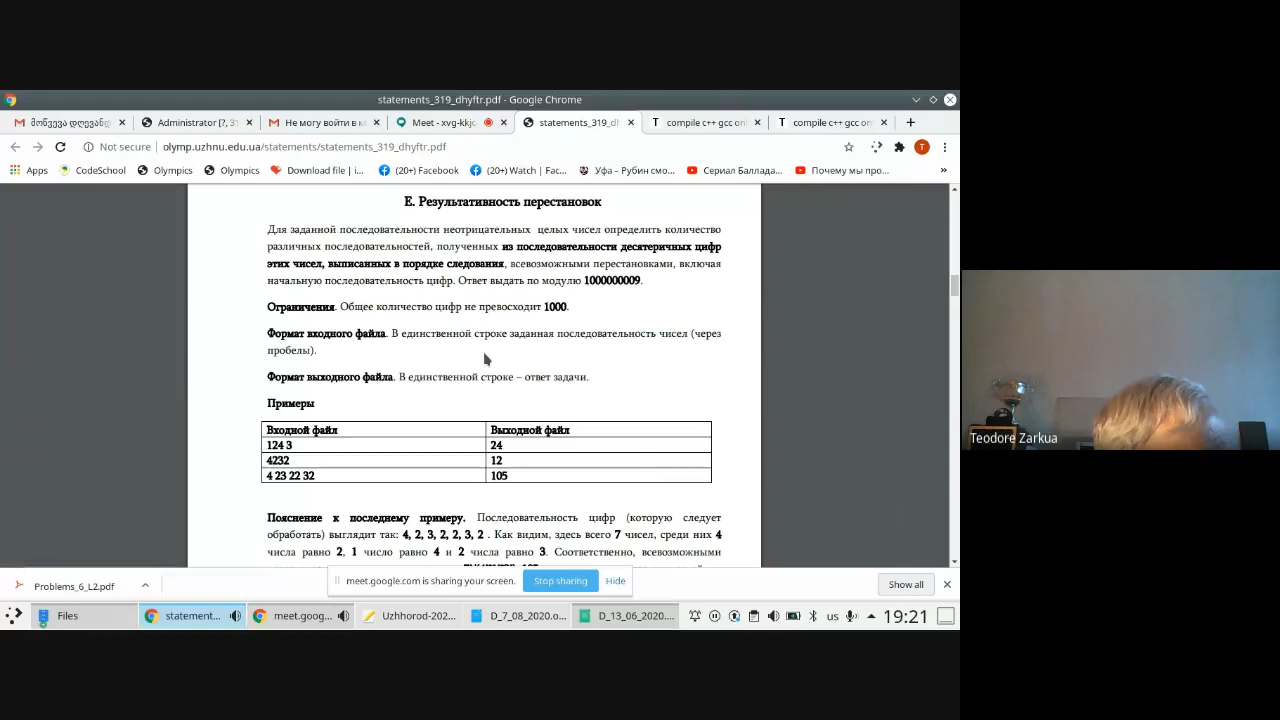 statements_319_dhyftr.pdf - Google Chrome
მოწვევა დღევანდ
Administrator [?, 31
Не могу войти в к
Meet - xvg-kkjc
statements_319_d
compile c++ gcc on
compile c++ gcc on
Not secure
olymp.uzhnu.edu.ua/statements/statements_319_dhyftr.pdf
T
Apps
CodeSchool
Olympics
Olympics
Download file | i...
(20+) Facebook
(20+) Watch | Fac...
Уфа – Рубин смо...
Сериал Баллада...
Почему мы про...
»
E. Результативность перестановок
Для заданной последовательности неотрицательных целых чисел определить количество
различных последовательностей, полученных из последовательности десятеричных цифр
этих чисел, выписанных в порядке следования, всевозможными перестановками, включая
начальную последовательность цифр. Ответ выдать по модулю 1000000009.
Ограничения. Общее количество цифр не превосходит 1000.
Формат входного файла. В единственной строке заданная последовательность чисел (через
пробелы).
Формат выходного файла. В единственной строке – ответ задачи.
Примеры
Входной файл Выходной файл
124 3 24
4232 12
4 23 22 32 105
Пояснение к последнему примеру. Последовательность цифр (которую следует
обработать) выглядит так: 4, 2, 3, 2, 2, 3, 2 . Как видим, здесь всего 7 чисел, среди них 4
числа равно 2, 1 число равно 4 и 2 числа равно 3. Соответственно, всевозможными
Teodore Zarkua
meet.google.com is sharing your screen.
Stop sharing
Hide
Problems_6_L2.pdf
Show all
Files
statement...
meet.goog...
Uzhhorod-202...
D_7_08_2020.o...
D_13_06_2020....
us
19:21